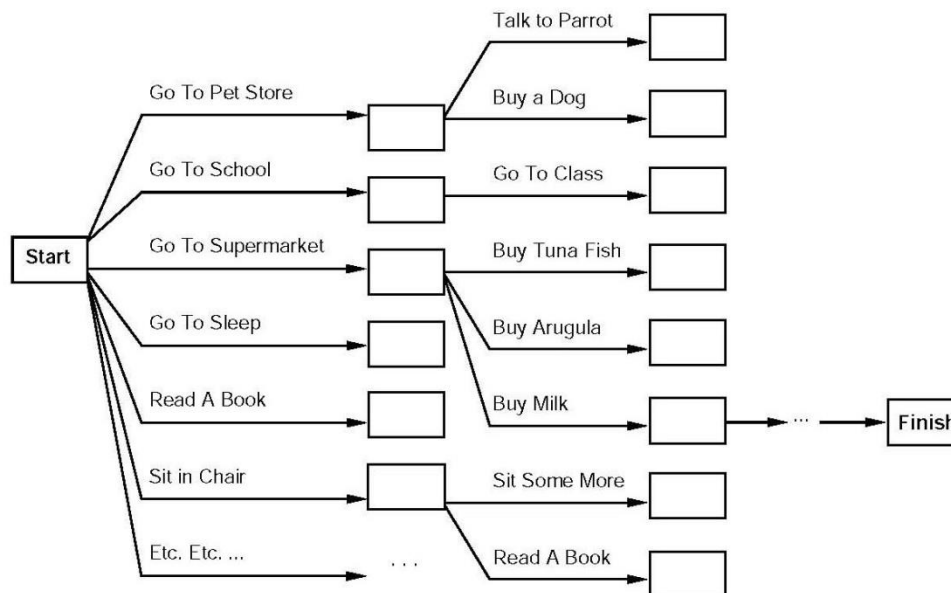 Talk to Parrot
Go To Pet Store
Buy a Dog
Go To School
Go To Class
Start
Go To Supermarket
Buy Tuna Fish
Go To Sleep
Buy Arugula
Read A Book
Buy Milk
...
Finish
Sit in Chair
Sit Some More
Etc. Etc. ...
. . .
Read A Book